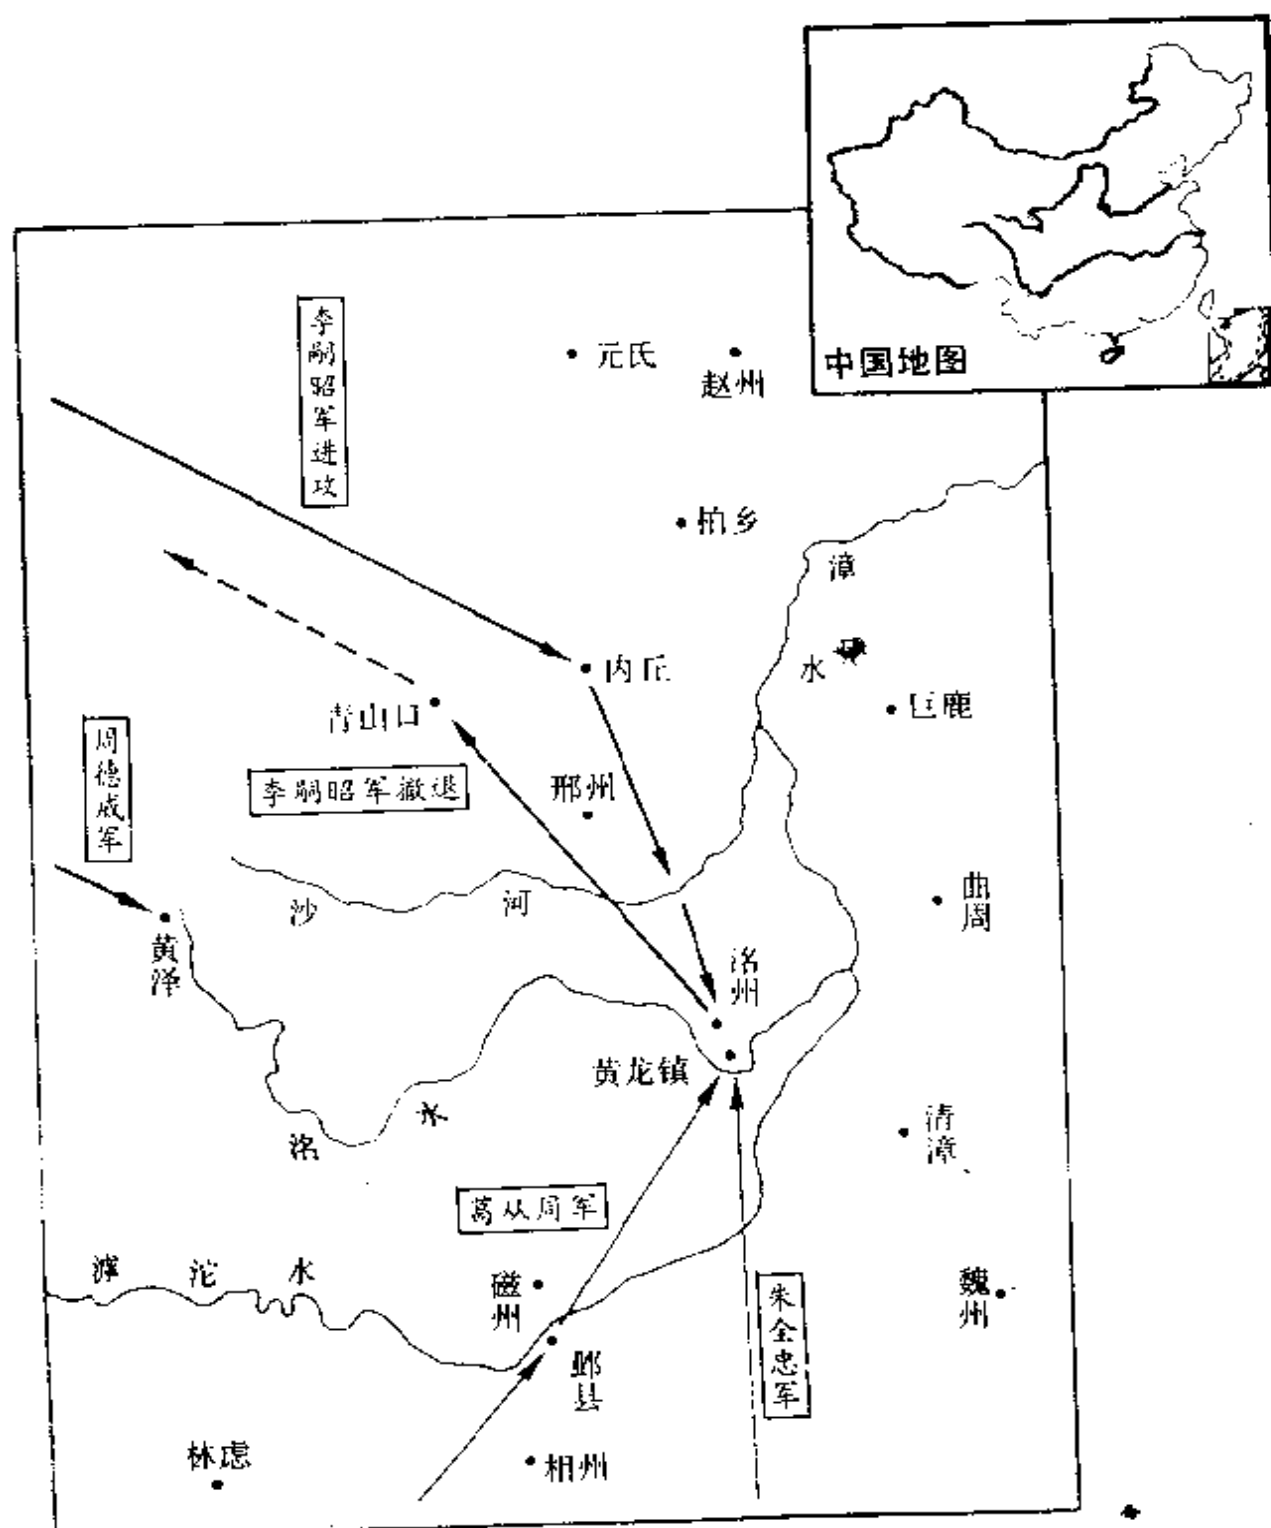 中国地图
李嗣昭军进攻
元氏
赵州
柏乡
漳
水
内丘
青山口
巨鹿
周德威军
李嗣昭军撤退
邢州
沙
河
曲周
黄泽
洺州
黄龙镇
洺
水
清漳
葛从周军
滹
沱
水
磁州
魏州
朱全忠军
邺县
林虑
相州